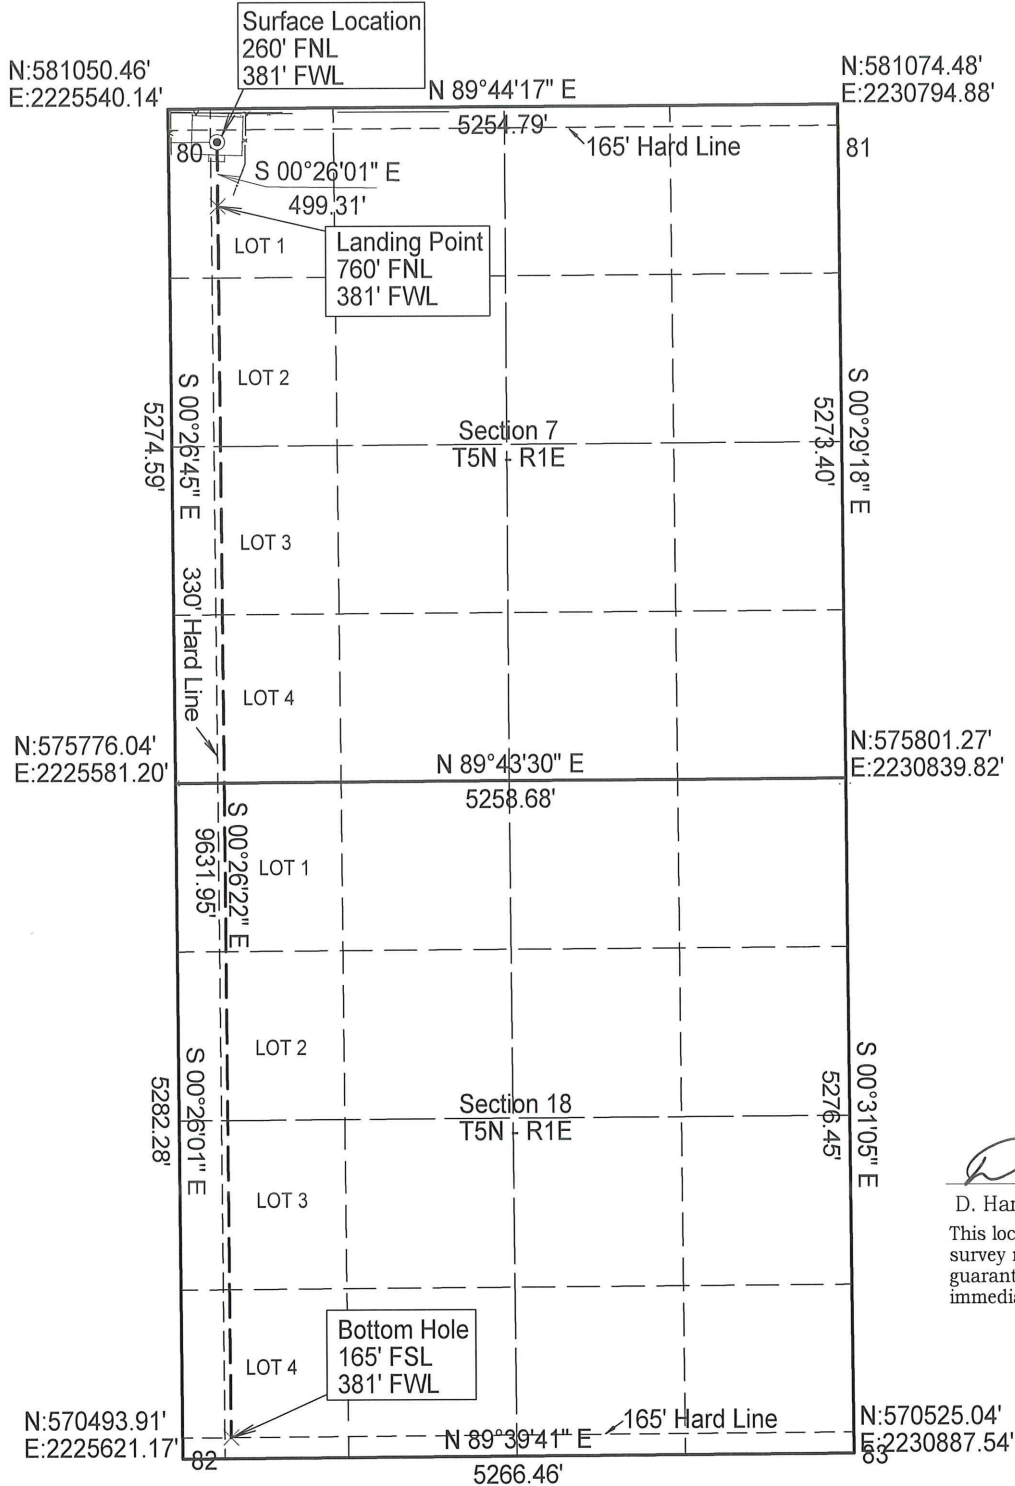 Surface Location
260' FNL
381' FWL
N:581050.46'
E:2225540.14'
N 89°44'17" E
5254.79'
N:581074.48'
E:2230794.88'
165' Hard Line
80
81
S 00°26'01" E
499.31'
LOT 1
Landing Point
760' FNL
381' FWL
LOT 2
S 00°26'45" E
5274.59'
Section 7
T5N - R1E
S 00°29'18" E
5273.40'
LOT 3
330' Hard Line
LOT 4
N:575776.04'
E:2225581.20'
N 89°43'30" E
5258.68'
N:575801.27'
E:2230839.82'
S 00°26'22" E
9631.95'
LOT 1
LOT 2
S 00°26'01" E
5282.28'
Section 18
T5N - R1E
S 00°31'05" E
5276.45'
LOT 3
D. Har
This loc
survey
guarant
immedia
Bottom Hole
165' FSL
381' FWL
LOT 4
165' Hard Line
N:570493.91'
E:2225621.17'
82
N 89°39'41" E
5266.46'
N:570525.04'
E:2230887.54'
83